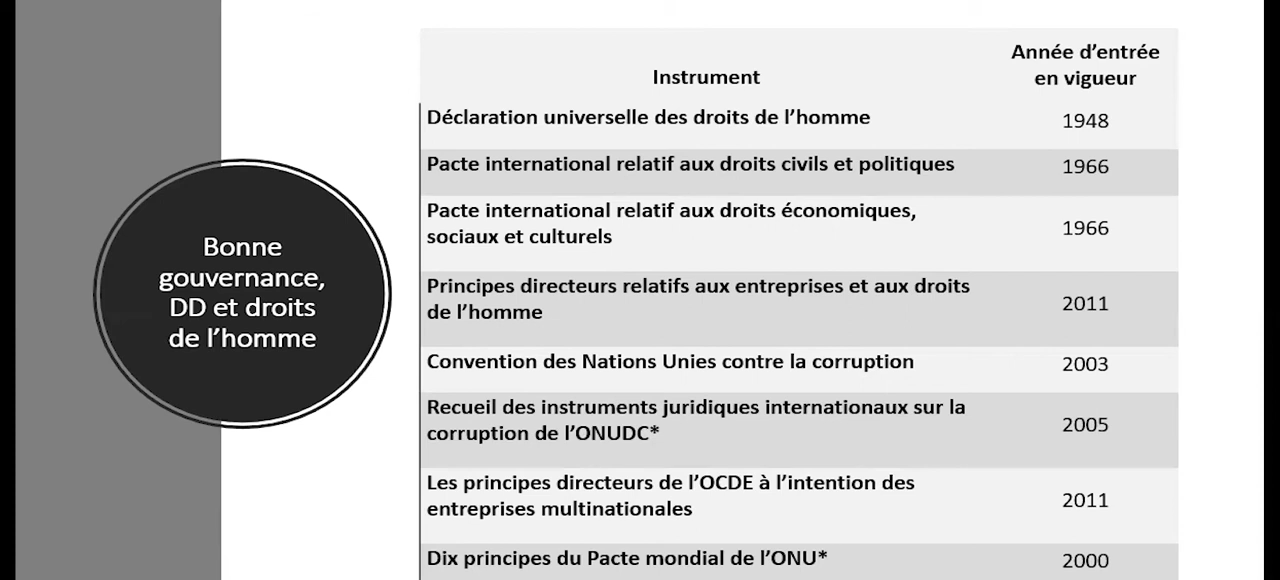 Bonne
gouvernance,
DD et droits
de l’homme
Instrument
Année d’entrée
en vigueur
Déclaration universelle des droits de l’homme
1948
Pacte international relatif aux droits civils et politiques
1966
Pacte international relatif aux droits économiques,
sociaux et culturels
1966
Principes directeurs relatifs aux entreprises et aux droits
de l’homme
2011
Convention des Nations Unies contre la corruption
2003
Recueil des instruments juridiques internationaux sur la
corruption de l’ONUDC*
2005
Les principes directeurs de l’OCDE à l’intention des
entreprises multinationales
2011
Dix principes du Pacte mondial de l’ONU*
2000